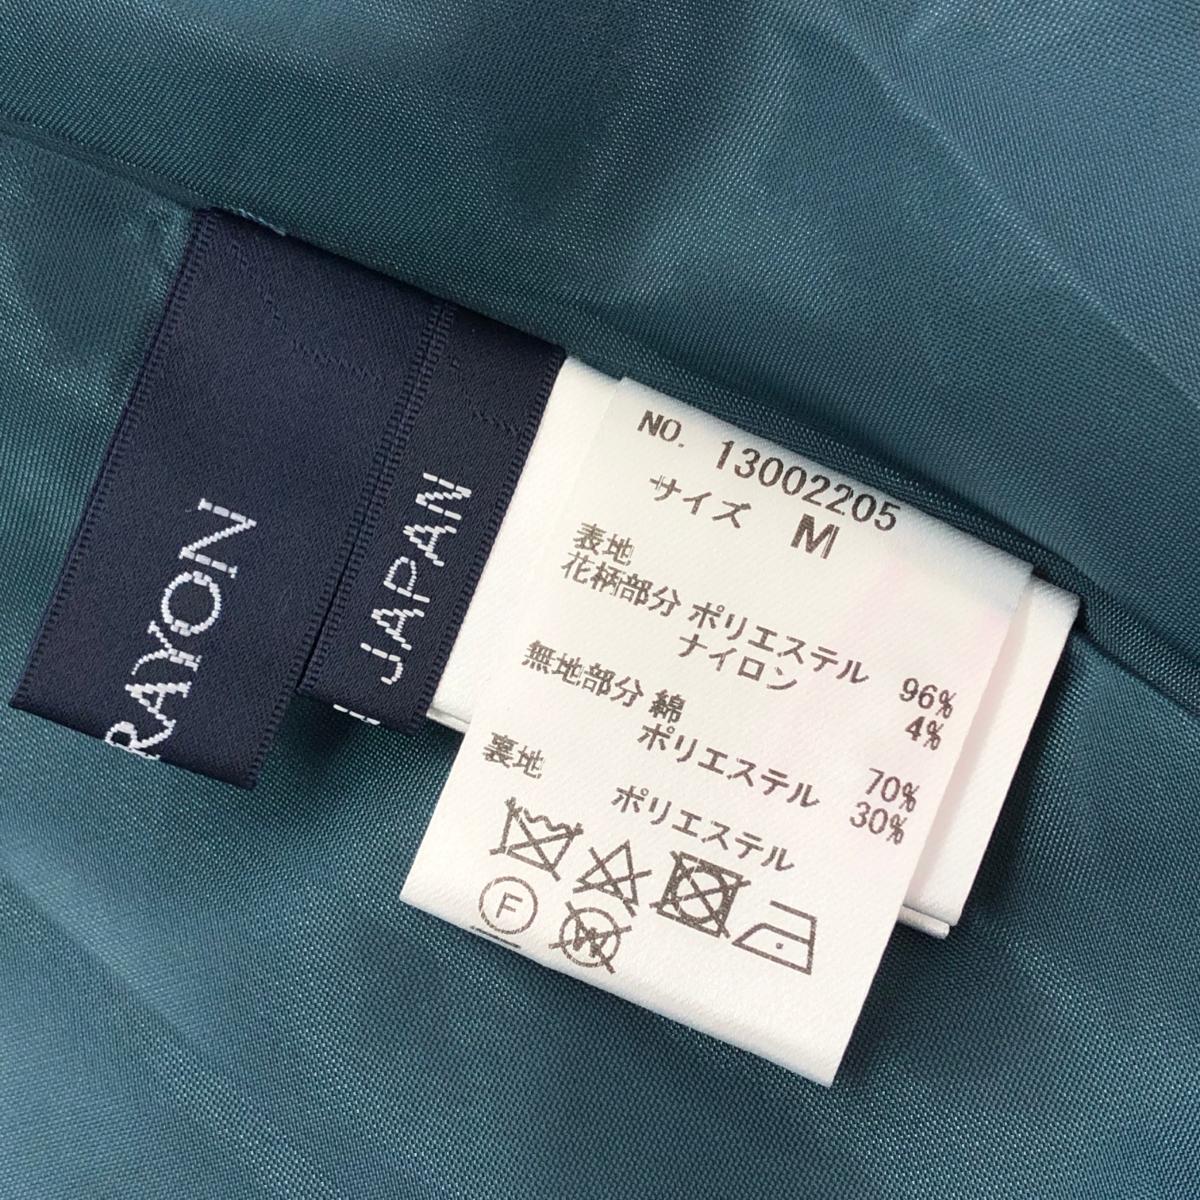 RAYON
JAPAN
NO. 13002205
サイズ M
表地
花柄部分 ポリエステル 96%
ナイロン 4%
無地部分 綿 70%
ポリエステル 30%
裏地
ポリエステル
F
W